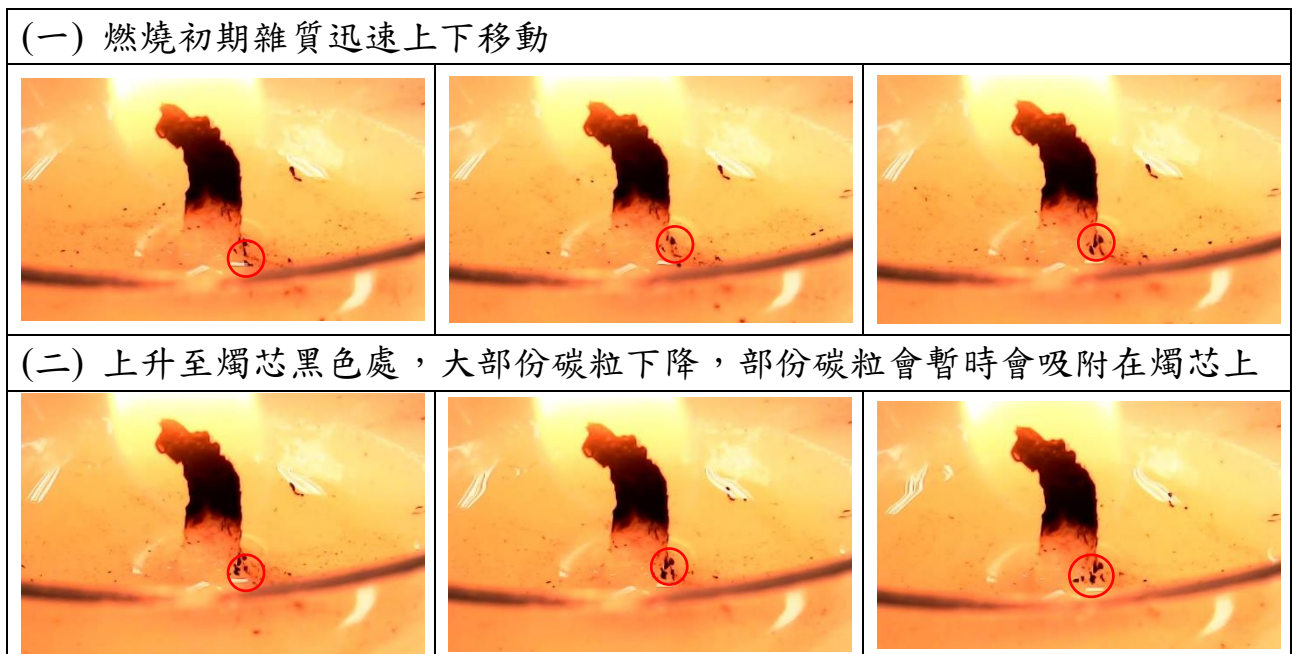 (一) 燃燒初期雜質迅速上下移動
(二) 上升至燭芯黑色處，大部份碳粒下降，部份碳粒會暫時會吸附在燭芯上